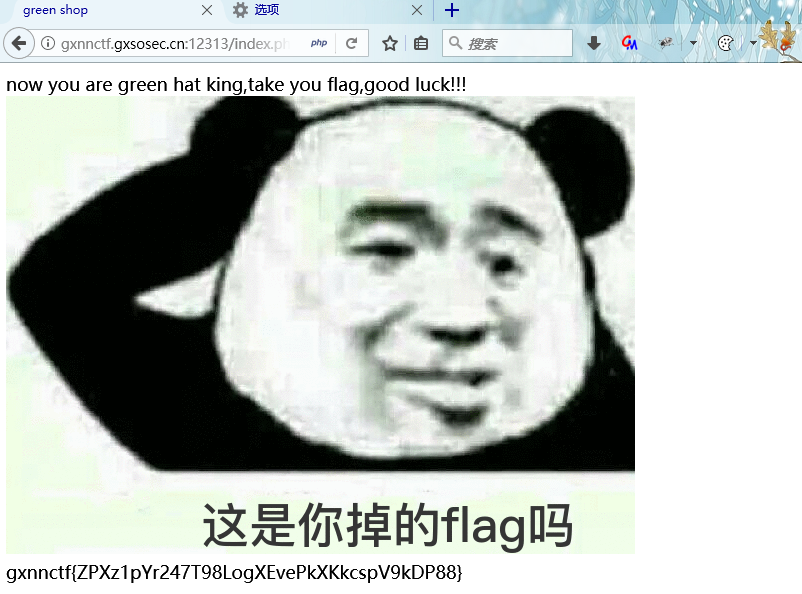 green shop
选项
gxnnctf.gxsosec.cn:12313/index.ph
php
搜索
now you are green hat king,take you flag,good luck!!!
这是你掉的flag吗
gxnnctf{ZPXz1pYr247T98LogXEvePkXKkcspV9kDP88}